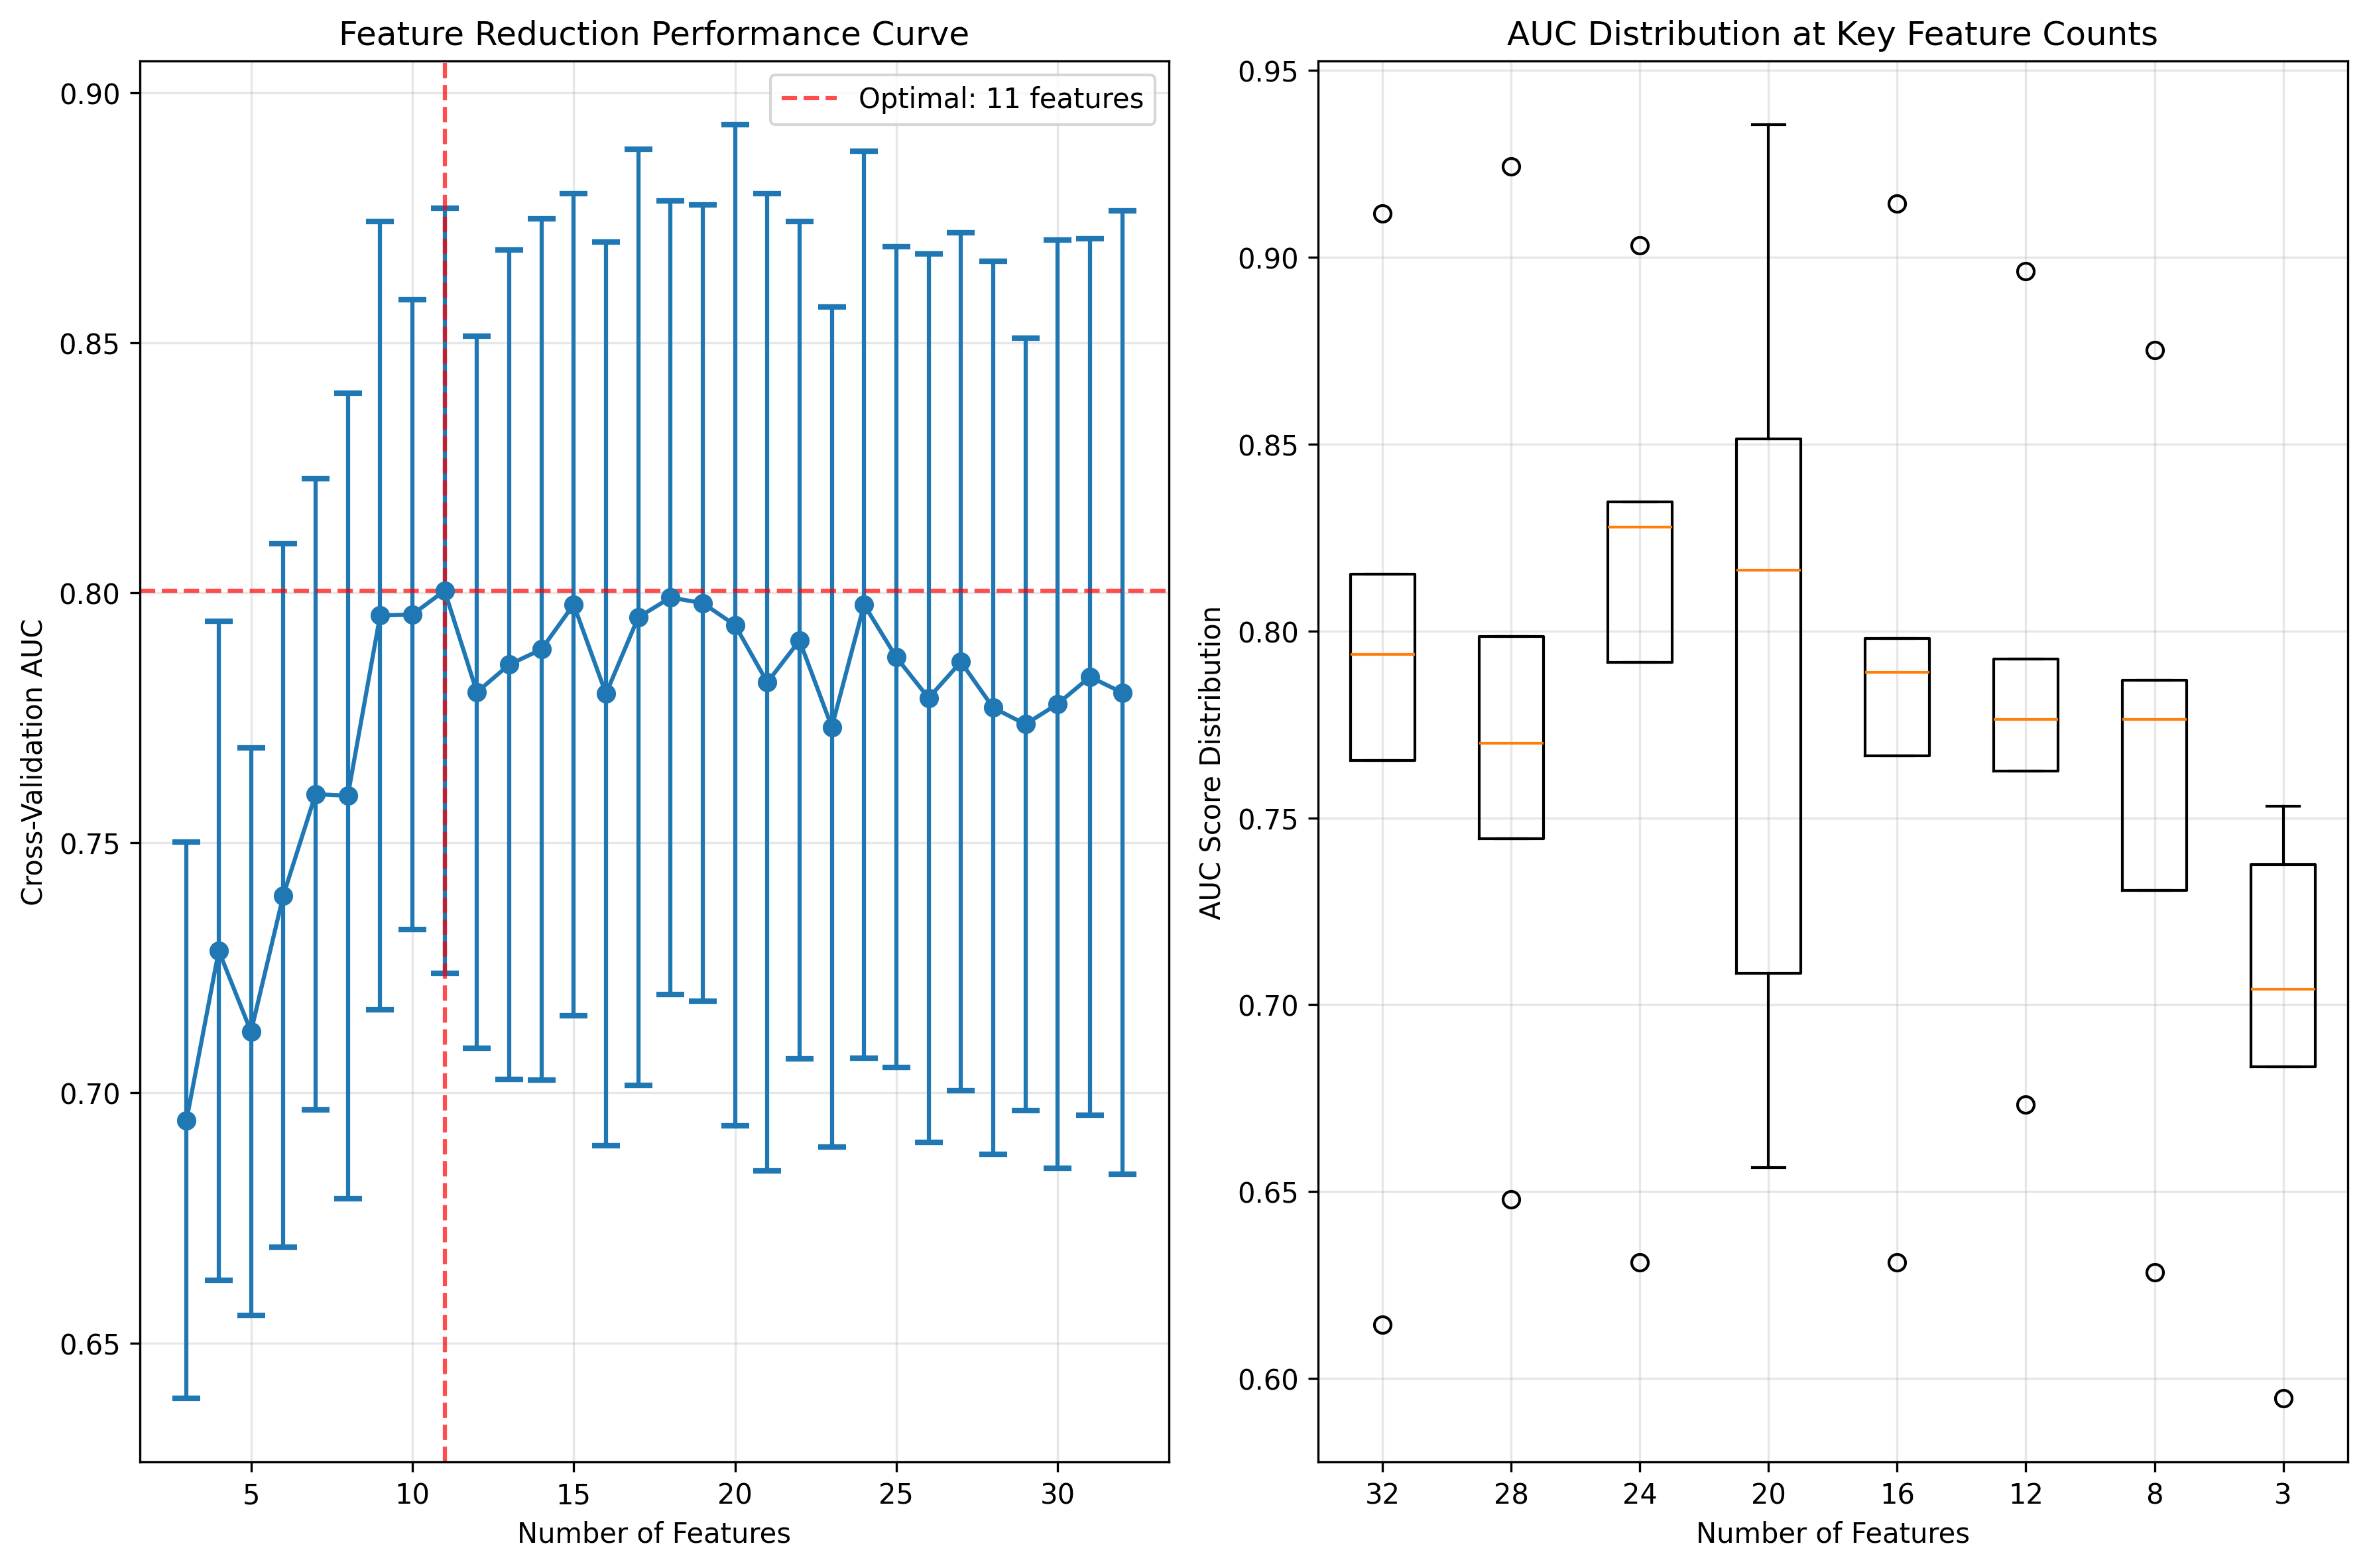 Feature Reduction Performance Curve
Optimal: 11 features
0.90
0.85
0.80
0.75
0.70
0.65
Cross-Validation AUC
5 10 15 20 25 30
Number of Features
AUC Distribution at Key Feature Counts
0.95
0.90
0.85
0.80
0.75
0.70
0.65
0.60
AUC Score Distribution
32 28 24 20 16 12 8 3
Number of Features